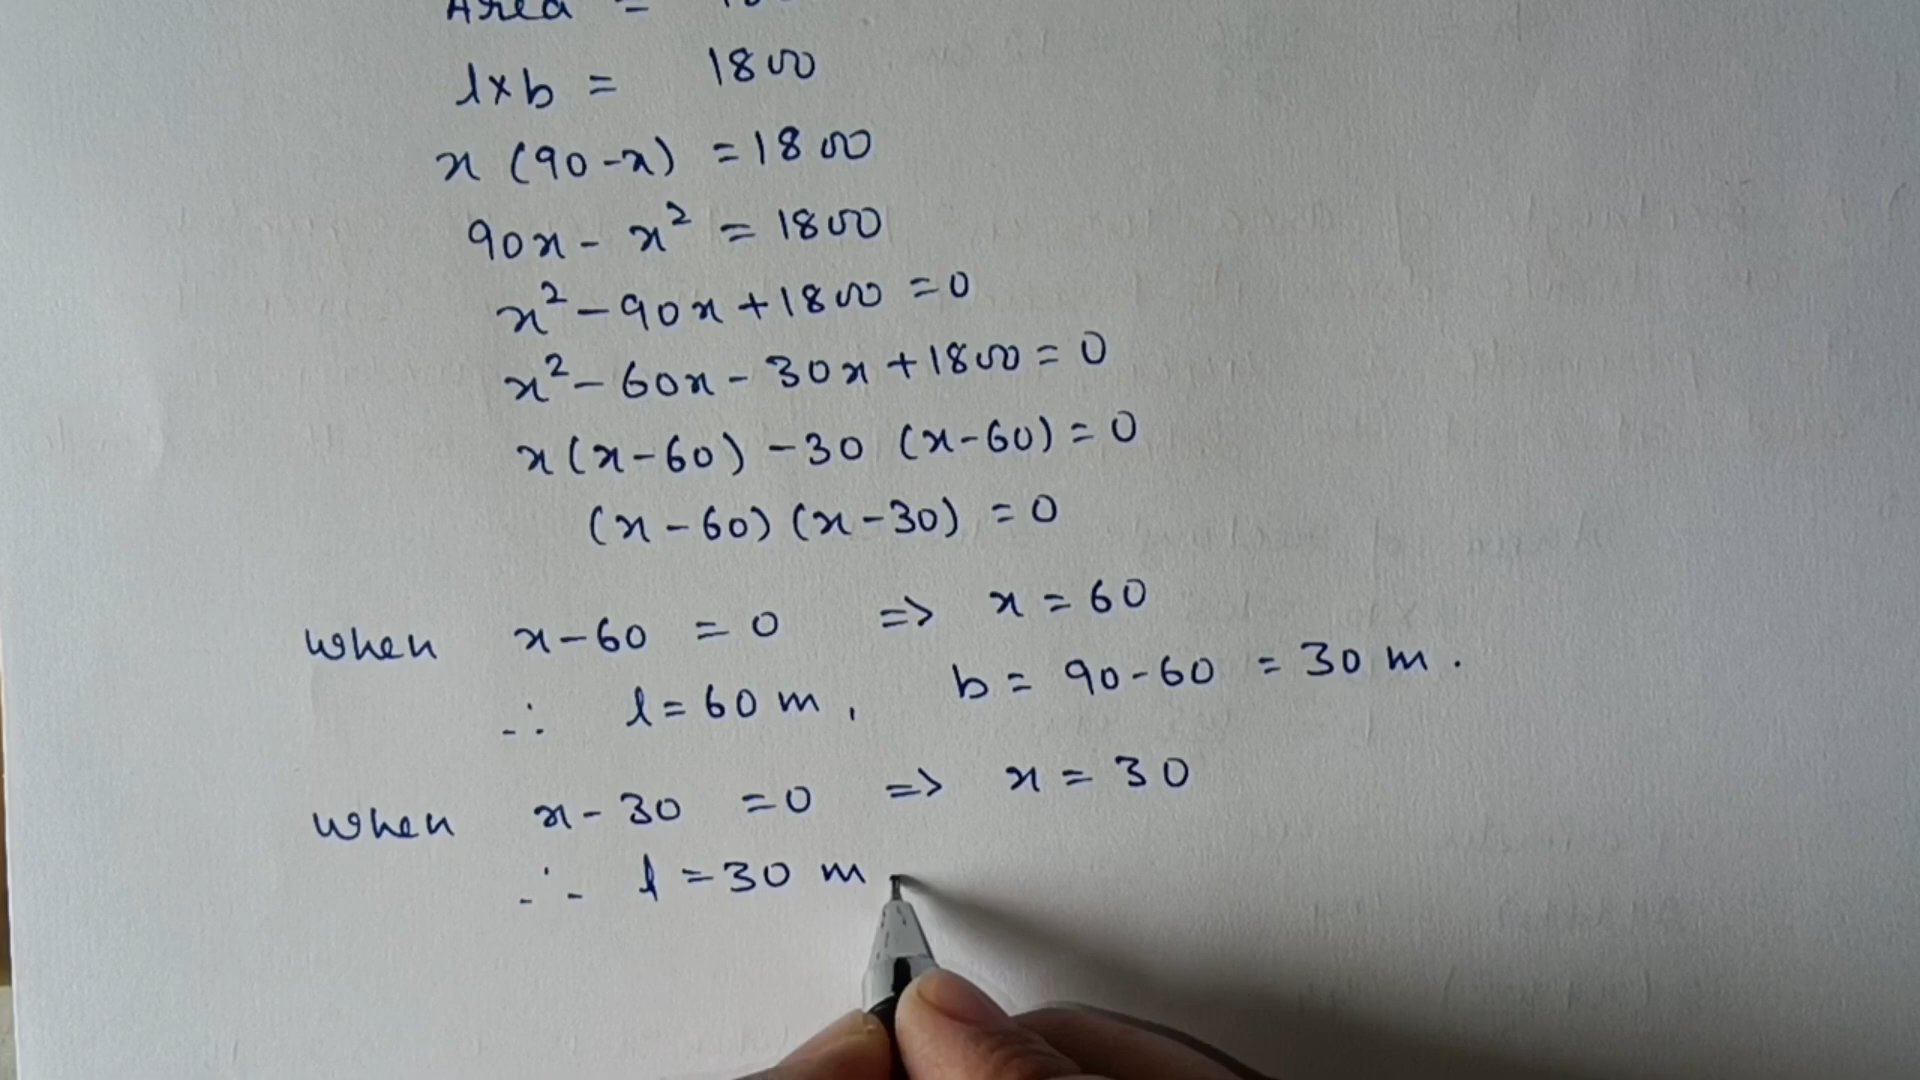 Area =
l×b = 1800
x (90-x) = 1800
90x - x² = 1800
x² - 90x + 1800 = 0
x² - 60x - 30x + 1800 = 0
x(x-60) - 30 (x-60) = 0
(x-60) (x-30) = 0
When x-60 = 0 => x = 60
∴ l = 60 m, b = 90-60 = 30 m.
When x-30 = 0 => x = 30
∴ l = 30 m